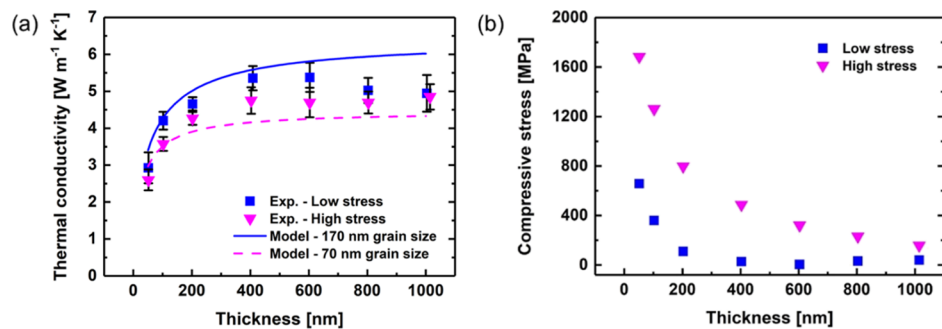 (a)
Thermal conductivity [W m⁻¹ K⁻¹]
7
6
5
4
3
2
1
0
Exp. - Low stress
Exp. - High stress
Model - 170 nm grain size
Model - 70 nm grain size
0 200 400 600 800 1000
Thickness [nm]
(b)
Compressive stress [MPa]
2000
1600
1200
800
400
0
Low stress
High stress
0 200 400 600 800 1000
Thickness [nm]